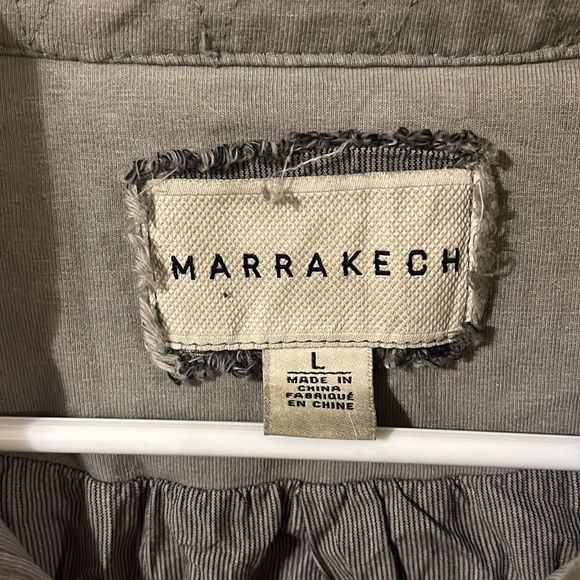 MARRAKECH
L
MADE IN
CHINA
FABRIQUÉ
EN CHINE